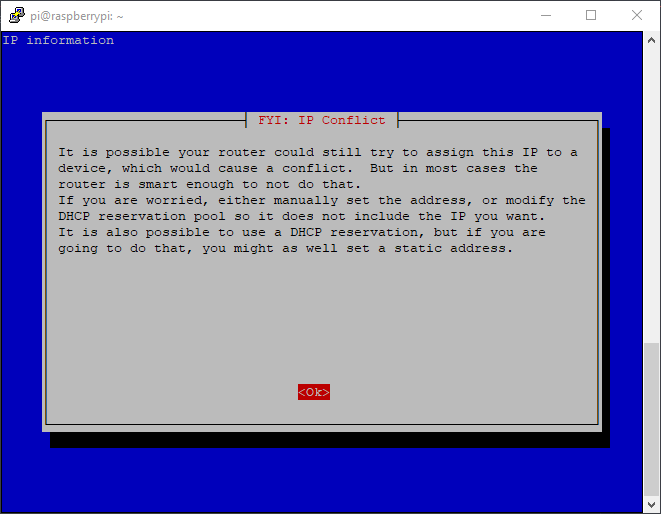 pi@raspberrypi: ~
IP information
FYI: IP Conflict
It is possible your router could still try to assign this IP to a
device, which would cause a conflict.  But in most cases the
router is smart enough to not do that.
If you are worried, either manually set the address, or modify the
DHCP reservation pool so it does not include the IP you want.
It is also possible to use a DHCP reservation, but if you are
going to do that, you might as well set a static address.
<Ok>